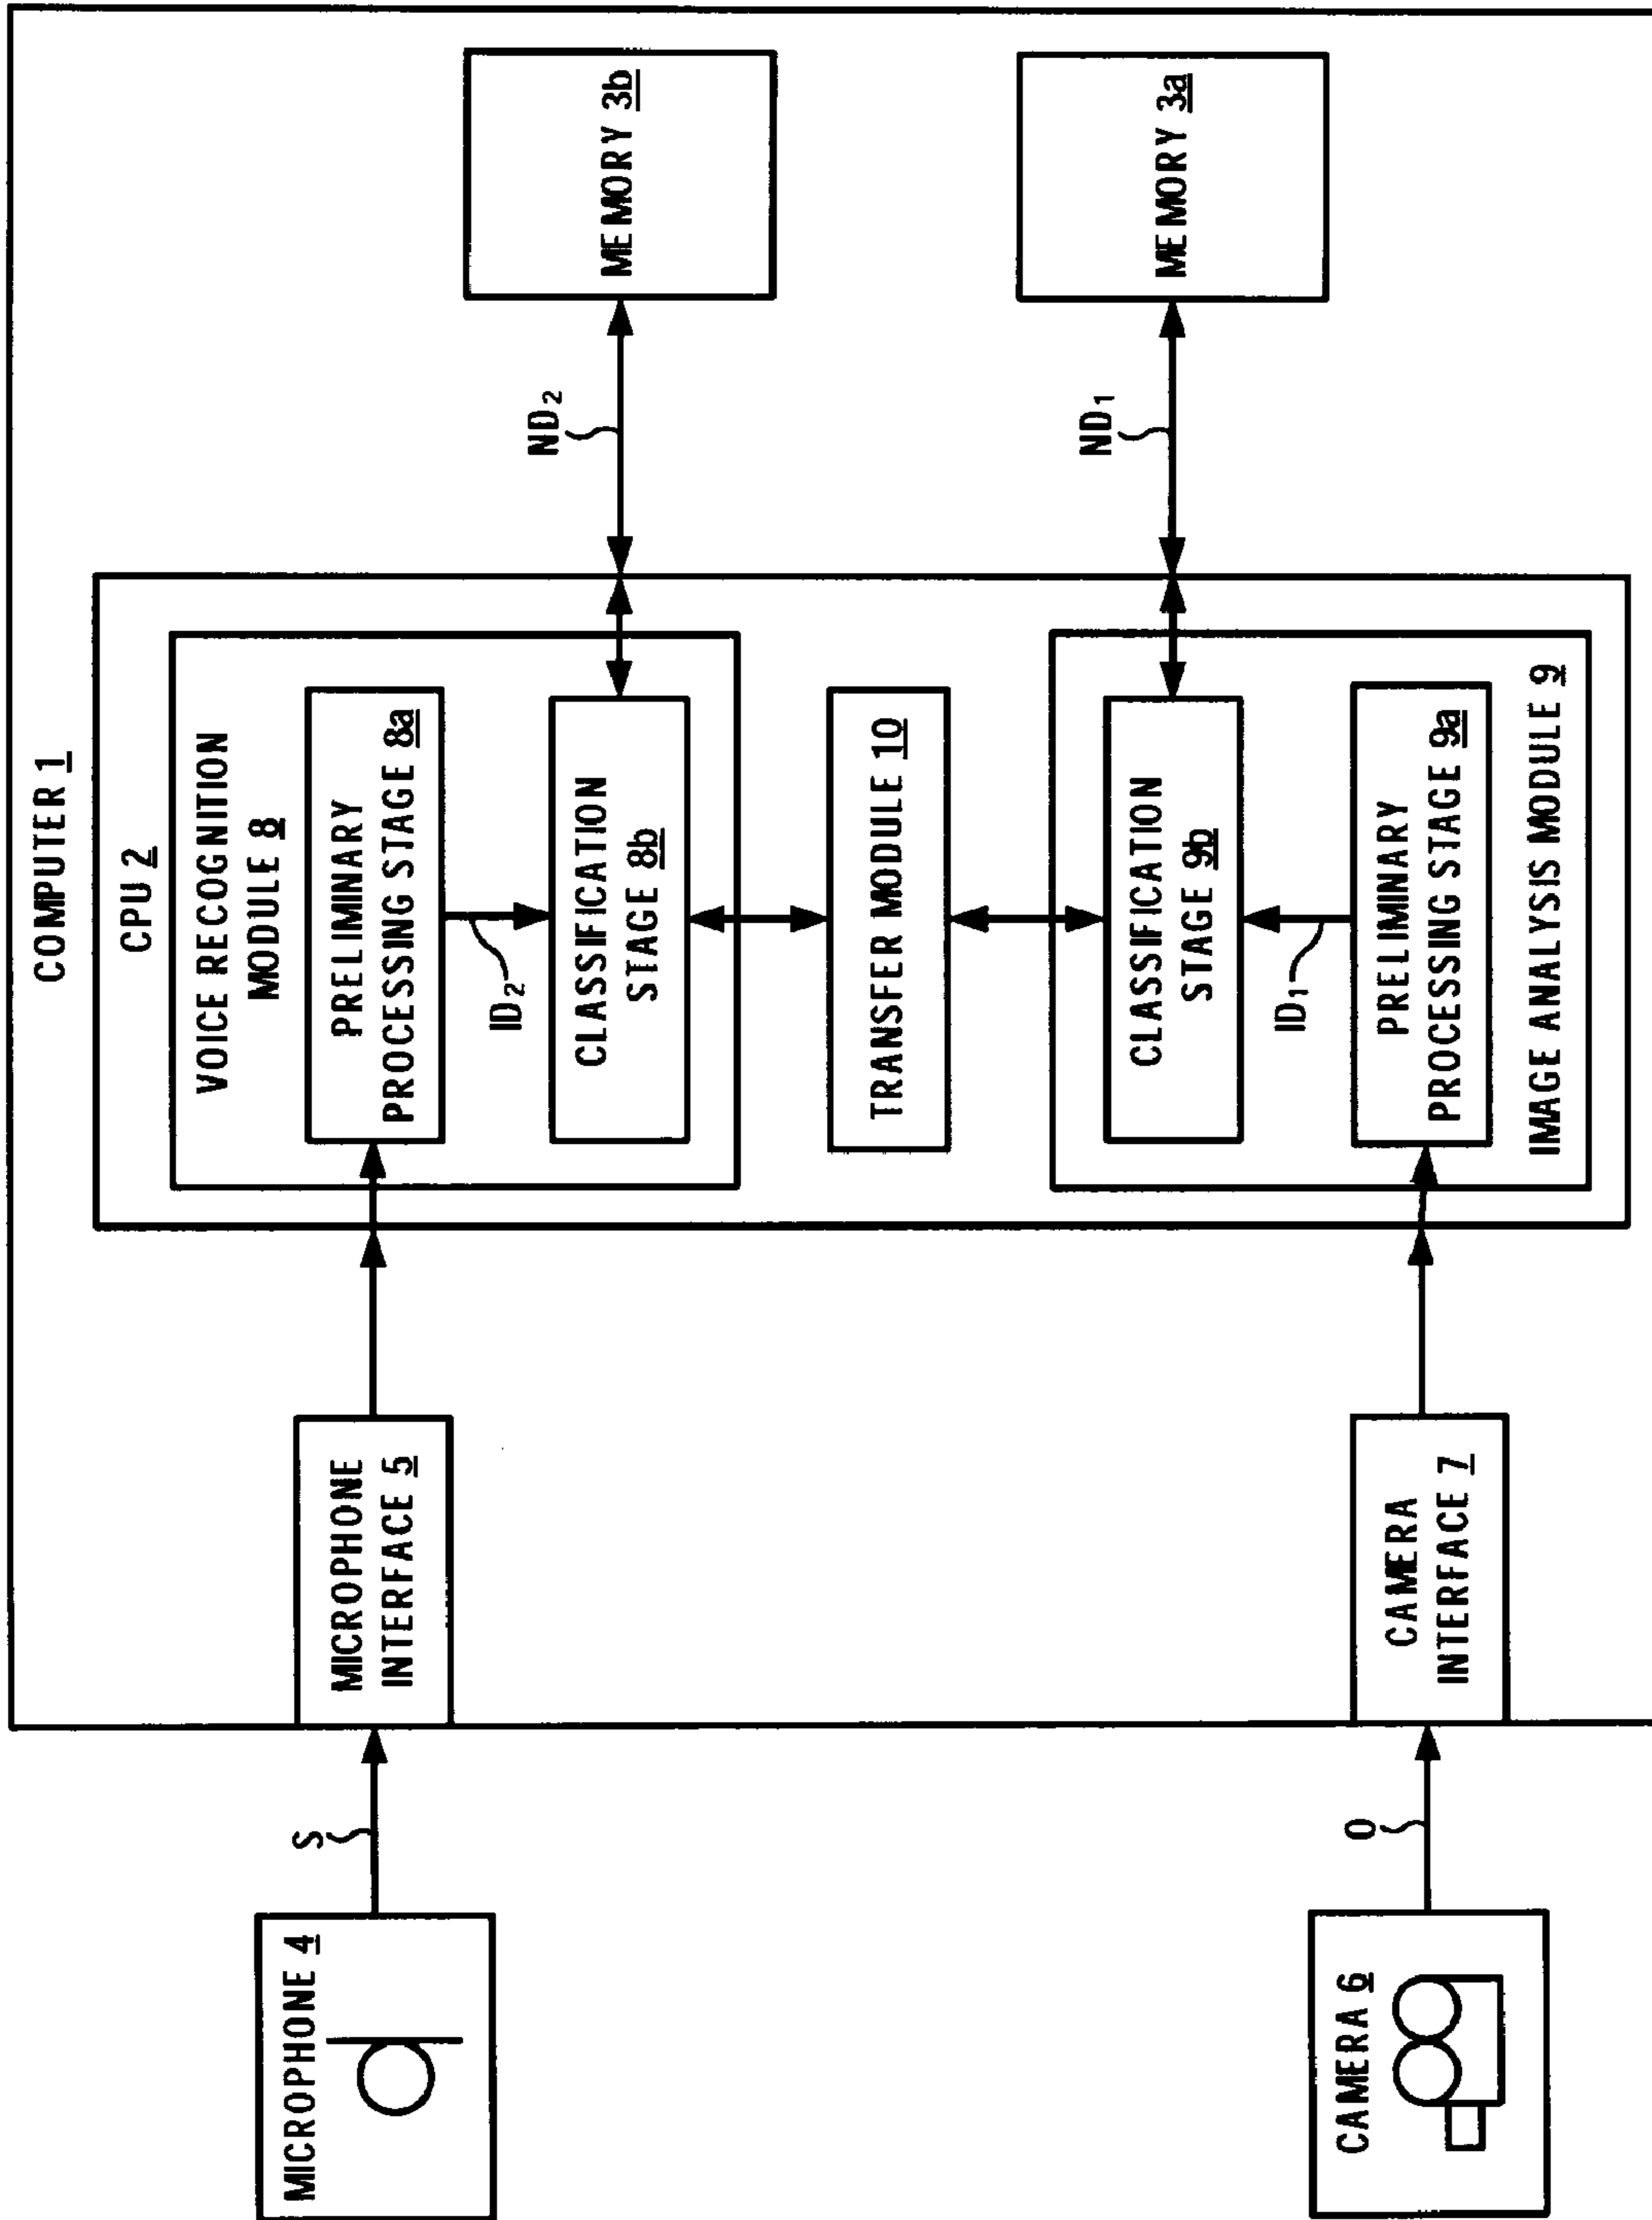 COMPUTER 1
CPU 2
VOICE RECOGNITION
MODULE 8
MICROPHONE 4
S
MICROPHONE
INTERFACE 5
PRELIMINARY
PROCESSING STAGE 8a
ID2
CLASSIFICATION
STAGE 8b
ND2
MEMORY 3b
TRANSFER MODULE 10
CLASSIFICATION
STAGE 9b
ND1
MEMORY 3a
ID1
CAMERA 6
O
CAMERA
INTERFACE 7
PRELIMINARY
PROCESSING STAGE 9a
IMAGE ANALYSIS MODULE 9